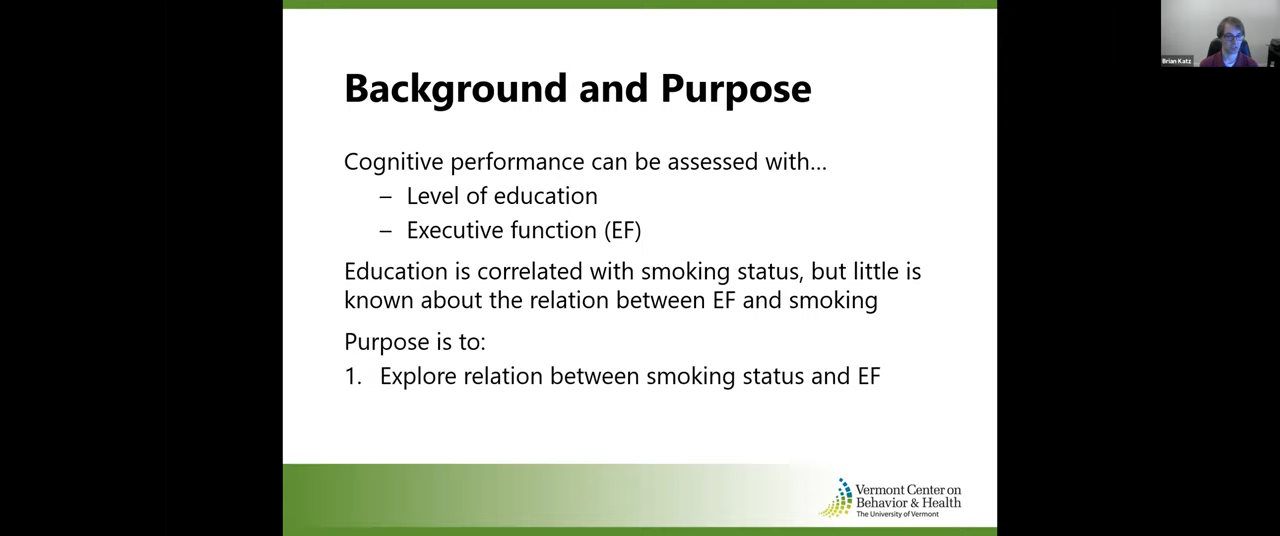 Background and Purpose
Cognitive performance can be assessed with...
– Level of education
– Executive function (EF)
Education is correlated with smoking status, but little is
known about the relation between EF and smoking
Purpose is to:
1. Explore relation between smoking status and EF
Vermont Center on
Behavior & Health
The University of Vermont
Brian Katz